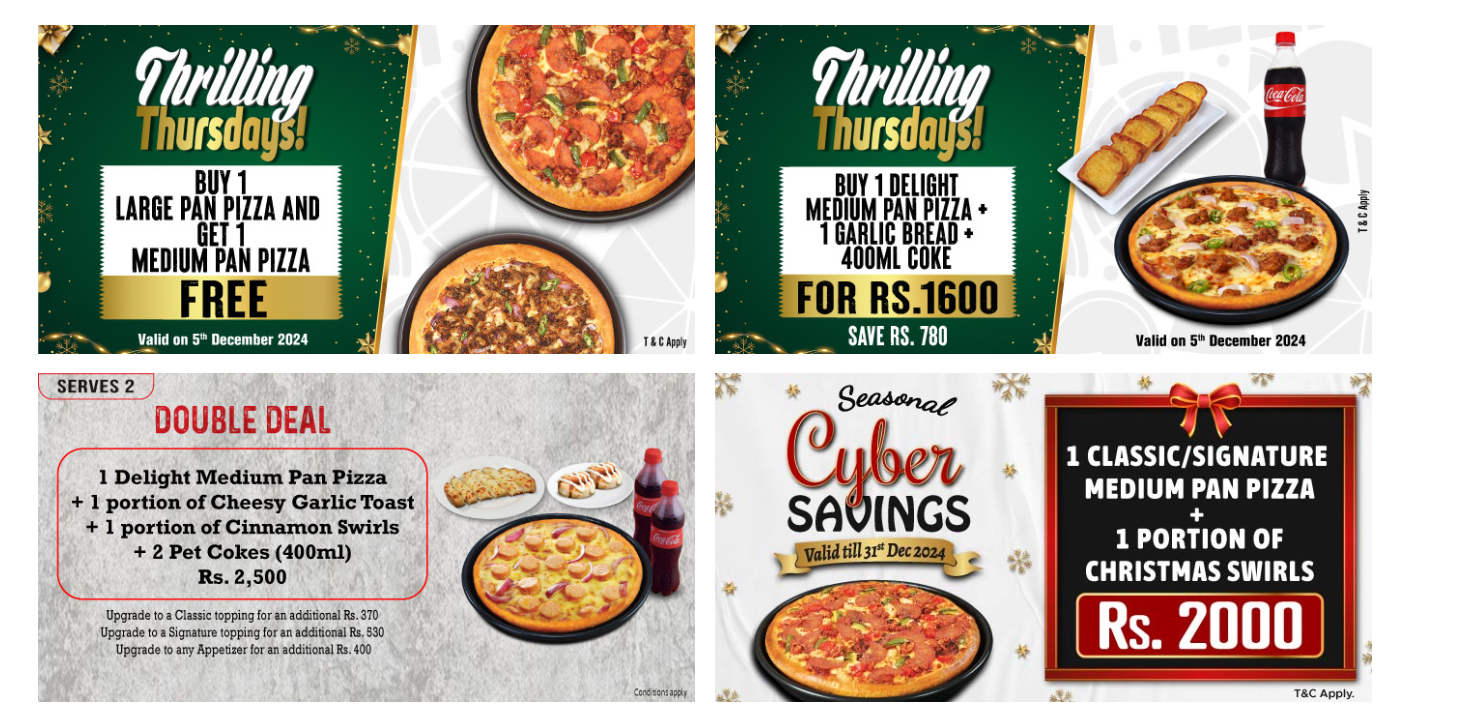 Thrilling
Thursdays!
BUY 1
LARGE PAN PIZZA AND
GET 1
MEDIUM PAN PIZZA
FREE
Valid on 5th December 2024
T & C Apply
Thrilling
Thursdays!
BUY 1 DELIGHT
MEDIUM PAN PIZZA +
1 GARLIC BREAD +
400ML COKE
FOR RS.1600
SAVE RS. 780
Coca-Cola
T & C Apply
Valid on 5th December 2024
SERVES 2
DOUBLE DEAL
1 Delight Medium Pan Pizza
+ 1 portion of Cheesy Garlic Toast
+ 1 portion of Cinnamon Swirls
+ 2 Pet Cokes (400ml)
Rs. 2,500
Upgrade to a Classic topping for an additional Rs. 370
Upgrade to a Signature topping for an additional Rs. 530
Upgrade to any Appetizer for an additional Rs. 400
Coca-Cola
Conditions apply
Seasonal
Cyber
SAVINGS
Valid till 31st Dec 2024
1 CLASSIC/SIGNATURE
MEDIUM PAN PIZZA
+
1 PORTION OF
CHRISTMAS SWIRLS
Rs. 2000
T&C Apply.